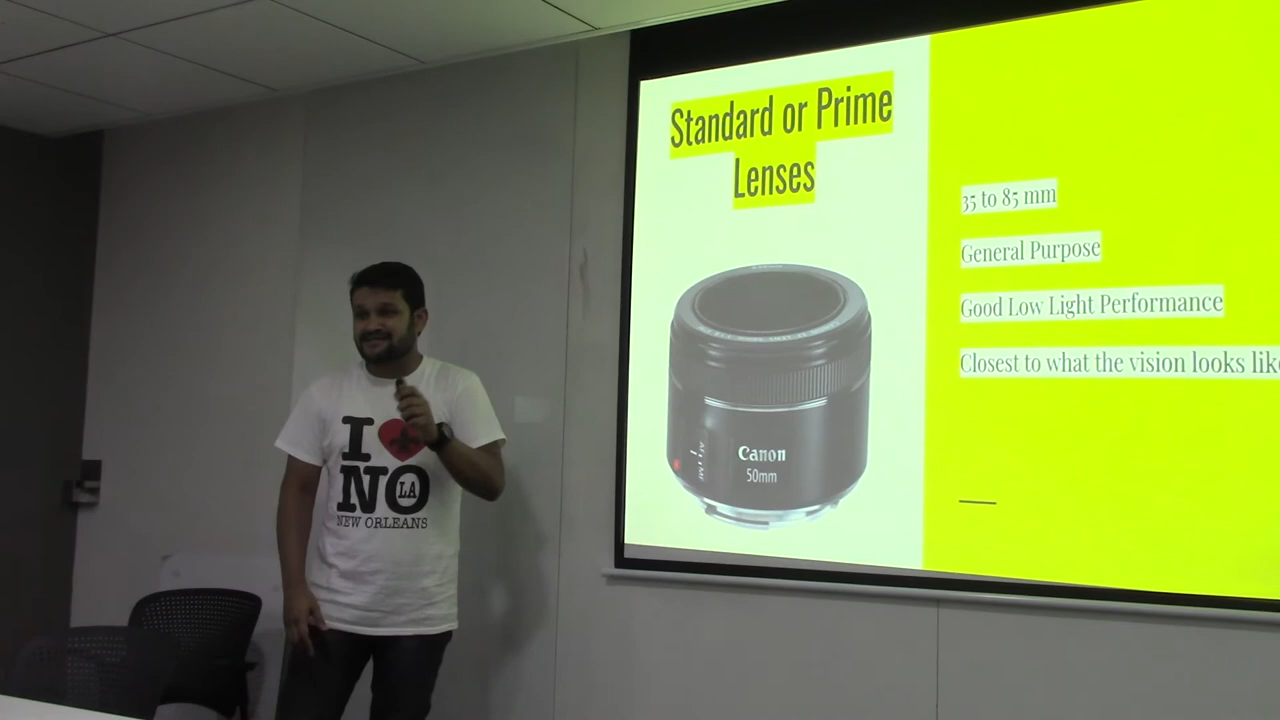 Standard or Prime
Lenses
35 to 85 mm
General Purpose
Good Low Light Performance
Closest to what the vision looks like
Canon
50mm
I
NO
LA
NEW ORLEANS